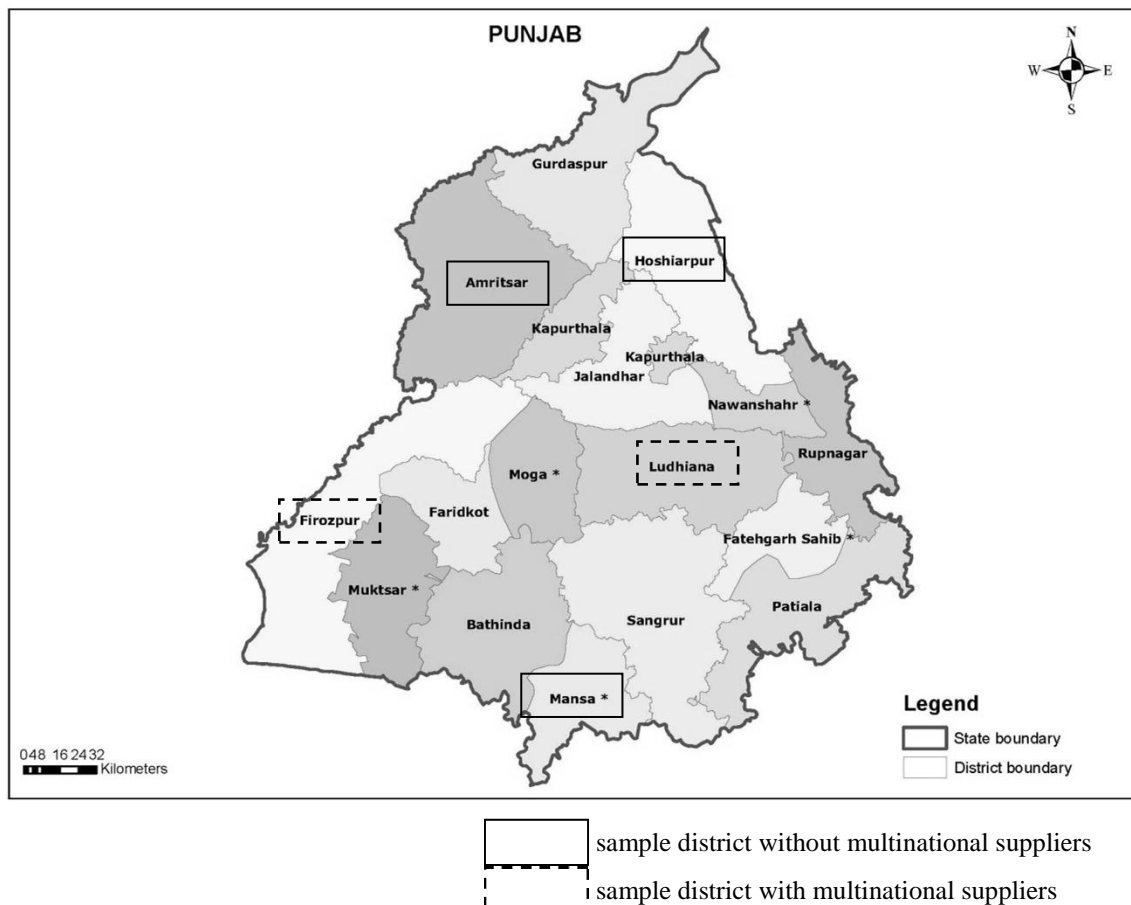 PUNJAB
N
W E
S
Gurdaspur
Hoshiarpur
Amritsar
Kapurthala
Kapurthala
Jalandhar
Nawanshahr *
Rupnagar
Ludhiana
Moga *
Faridkot
Firozpur
Fatehgarh Sahib *
Muktsar *
Patiala
Bathinda
Sangrur
Mansa *
Legend
State boundary
District boundary
048 16 2432
Kilometers
sample district without multinational suppliers
sample district with multinational suppliers